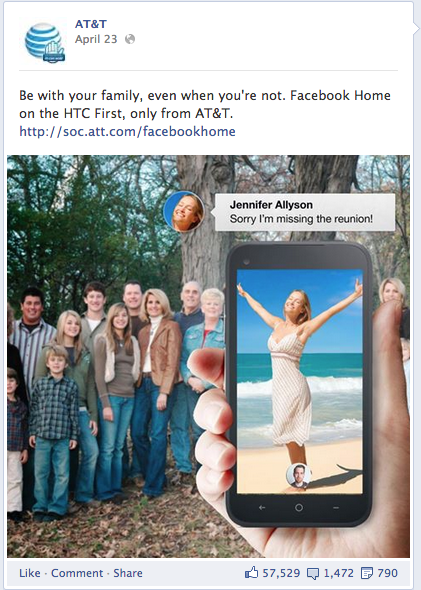 AT&T
April 23
Be with your family, even when you're not. Facebook Home
on the HTC First, only from AT&T.
http://soc.att.com/facebookhome
Jennifer Allyson
Sorry I'm missing the reunion!
Like · Comment · Share 57,529 1,472 790